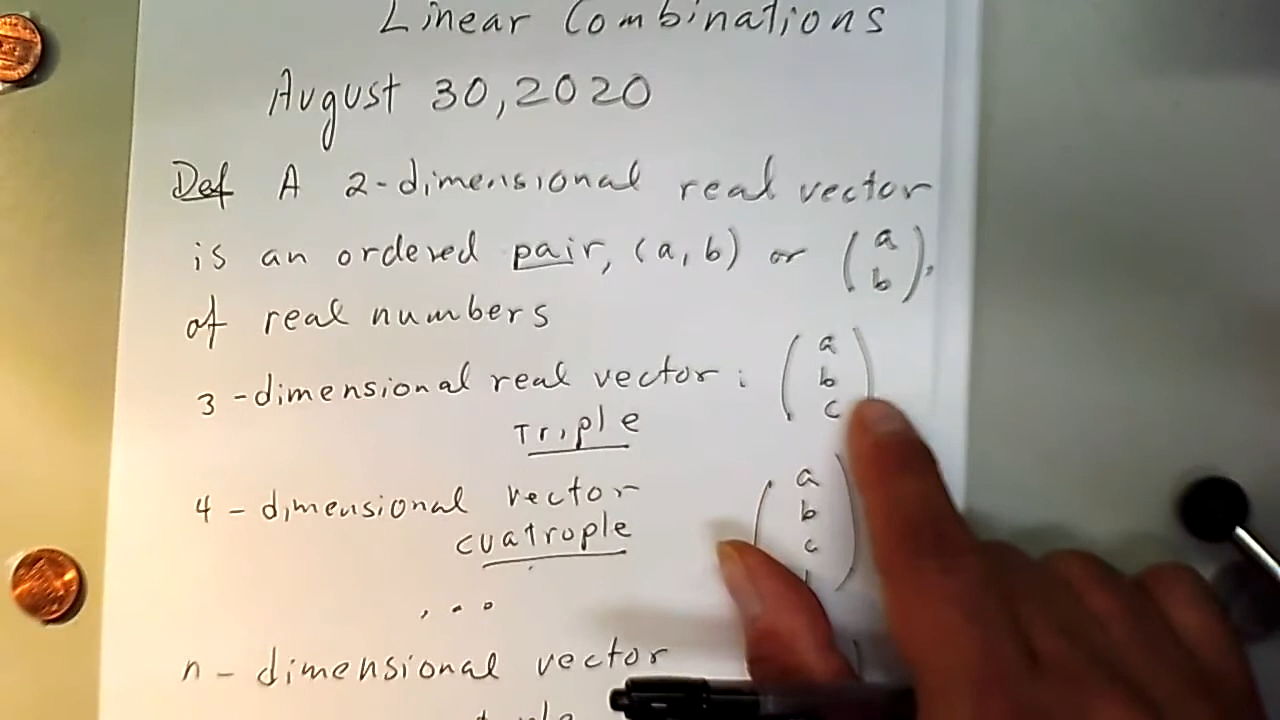 Linear Combinations
August 30, 2020
Def A 2-dimensional real vector
is an ordered pair, (a, b) or (a b),
of real numbers
3-dimensional real vector : (a b c)
Triple
4-dimensional vector (a b c
cuatrople
...
n-dimensional vector